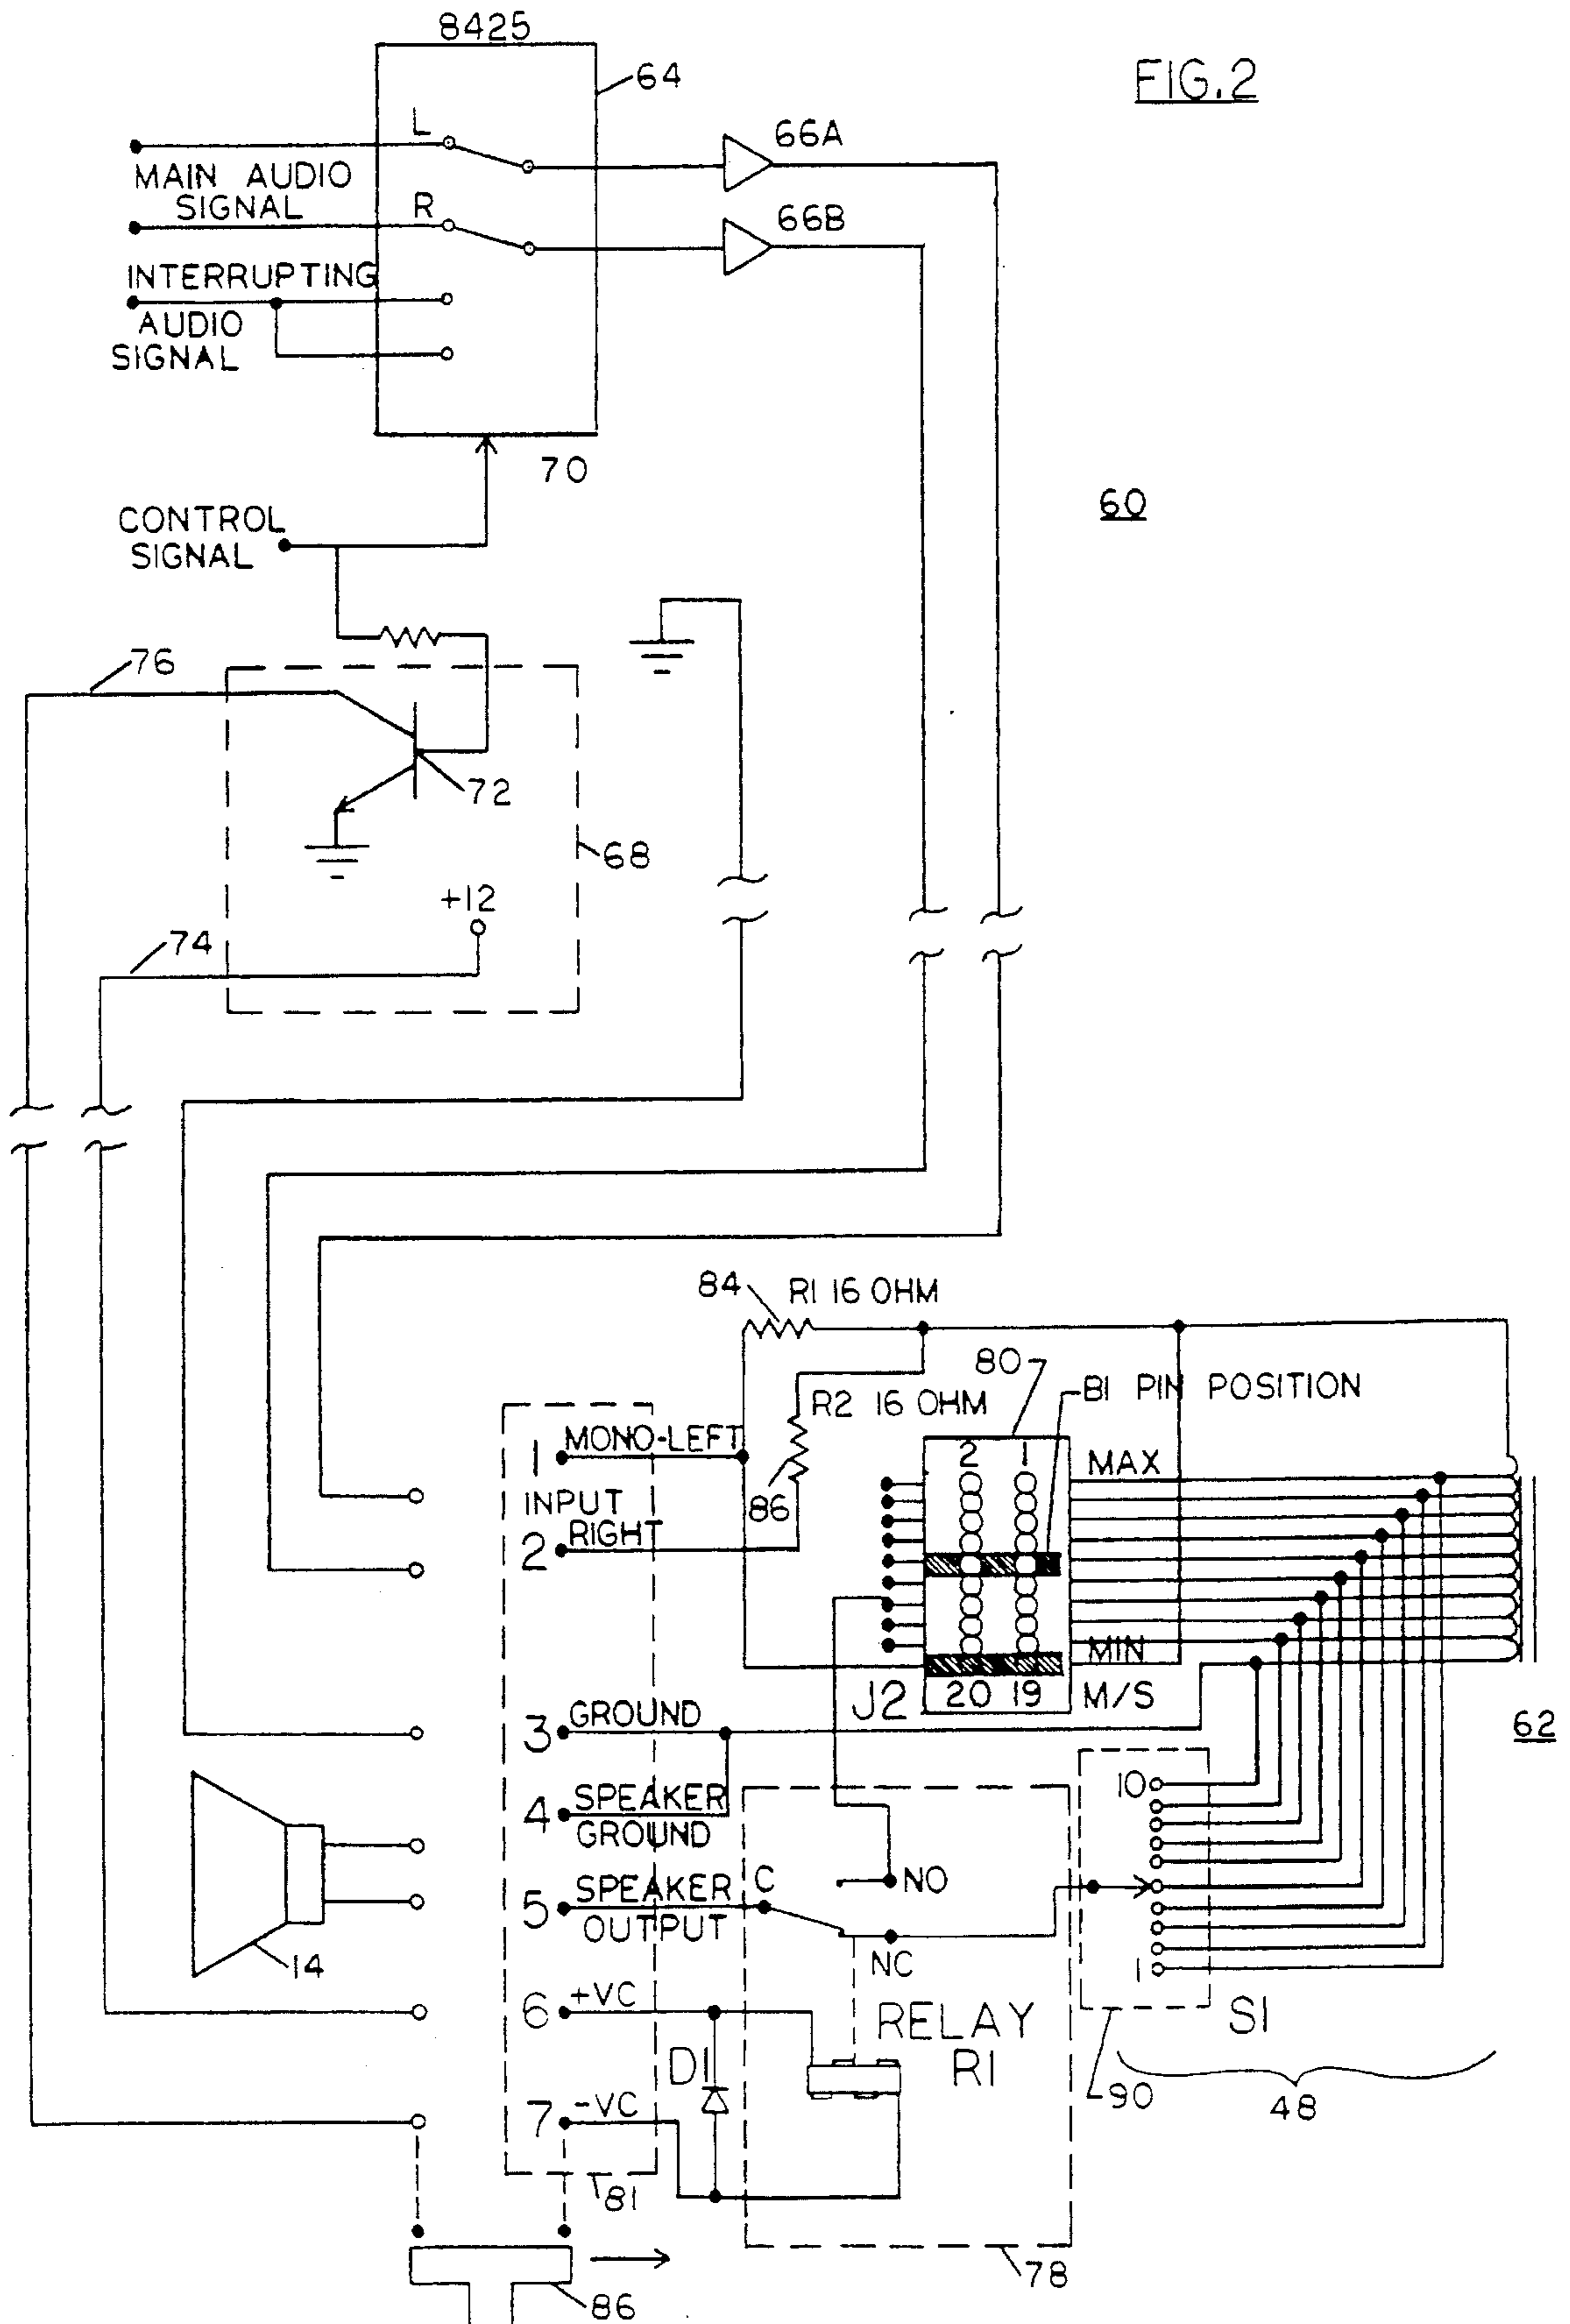 8425
FIG.2
64
L
66A
MAIN AUDIO
SIGNAL
R
66B
INTERRUPTING
AUDIO
SIGNAL
70
60
CONTROL
SIGNAL
76
72
68
+12
74
84
R1 16 OHM
80
B1 PIN POSITION
R2 16 OHM
1
MONO-LEFT
2 1
MAX
86
INPUT
2
RIGHT
MIN
J2
20 19
M/S
3
GROUND
62
4
SPEAKER
GROUND
10
C
NO
5
SPEAKER
OUTPUT
NC
1
14
6
+VC
RELAY
R1
S1
D1
90
48
7
-VC
81
78
86